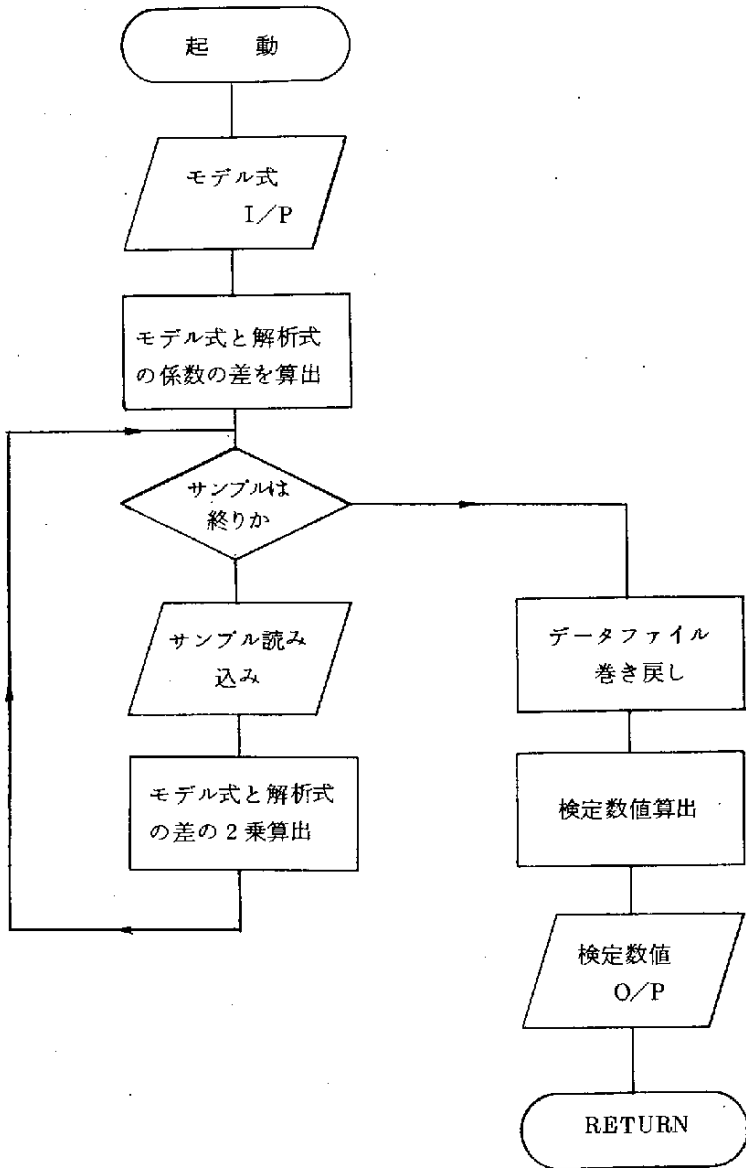 起　動
モデル式
I/P
モデル式と解析式
の係数の差を算出
サンプルは
終りか
サンプル読み
込み
モデル式と解析式
の差の2乗算出
データファイル
巻き戻し
検定数値算出
検定数値
O/P
RETURN